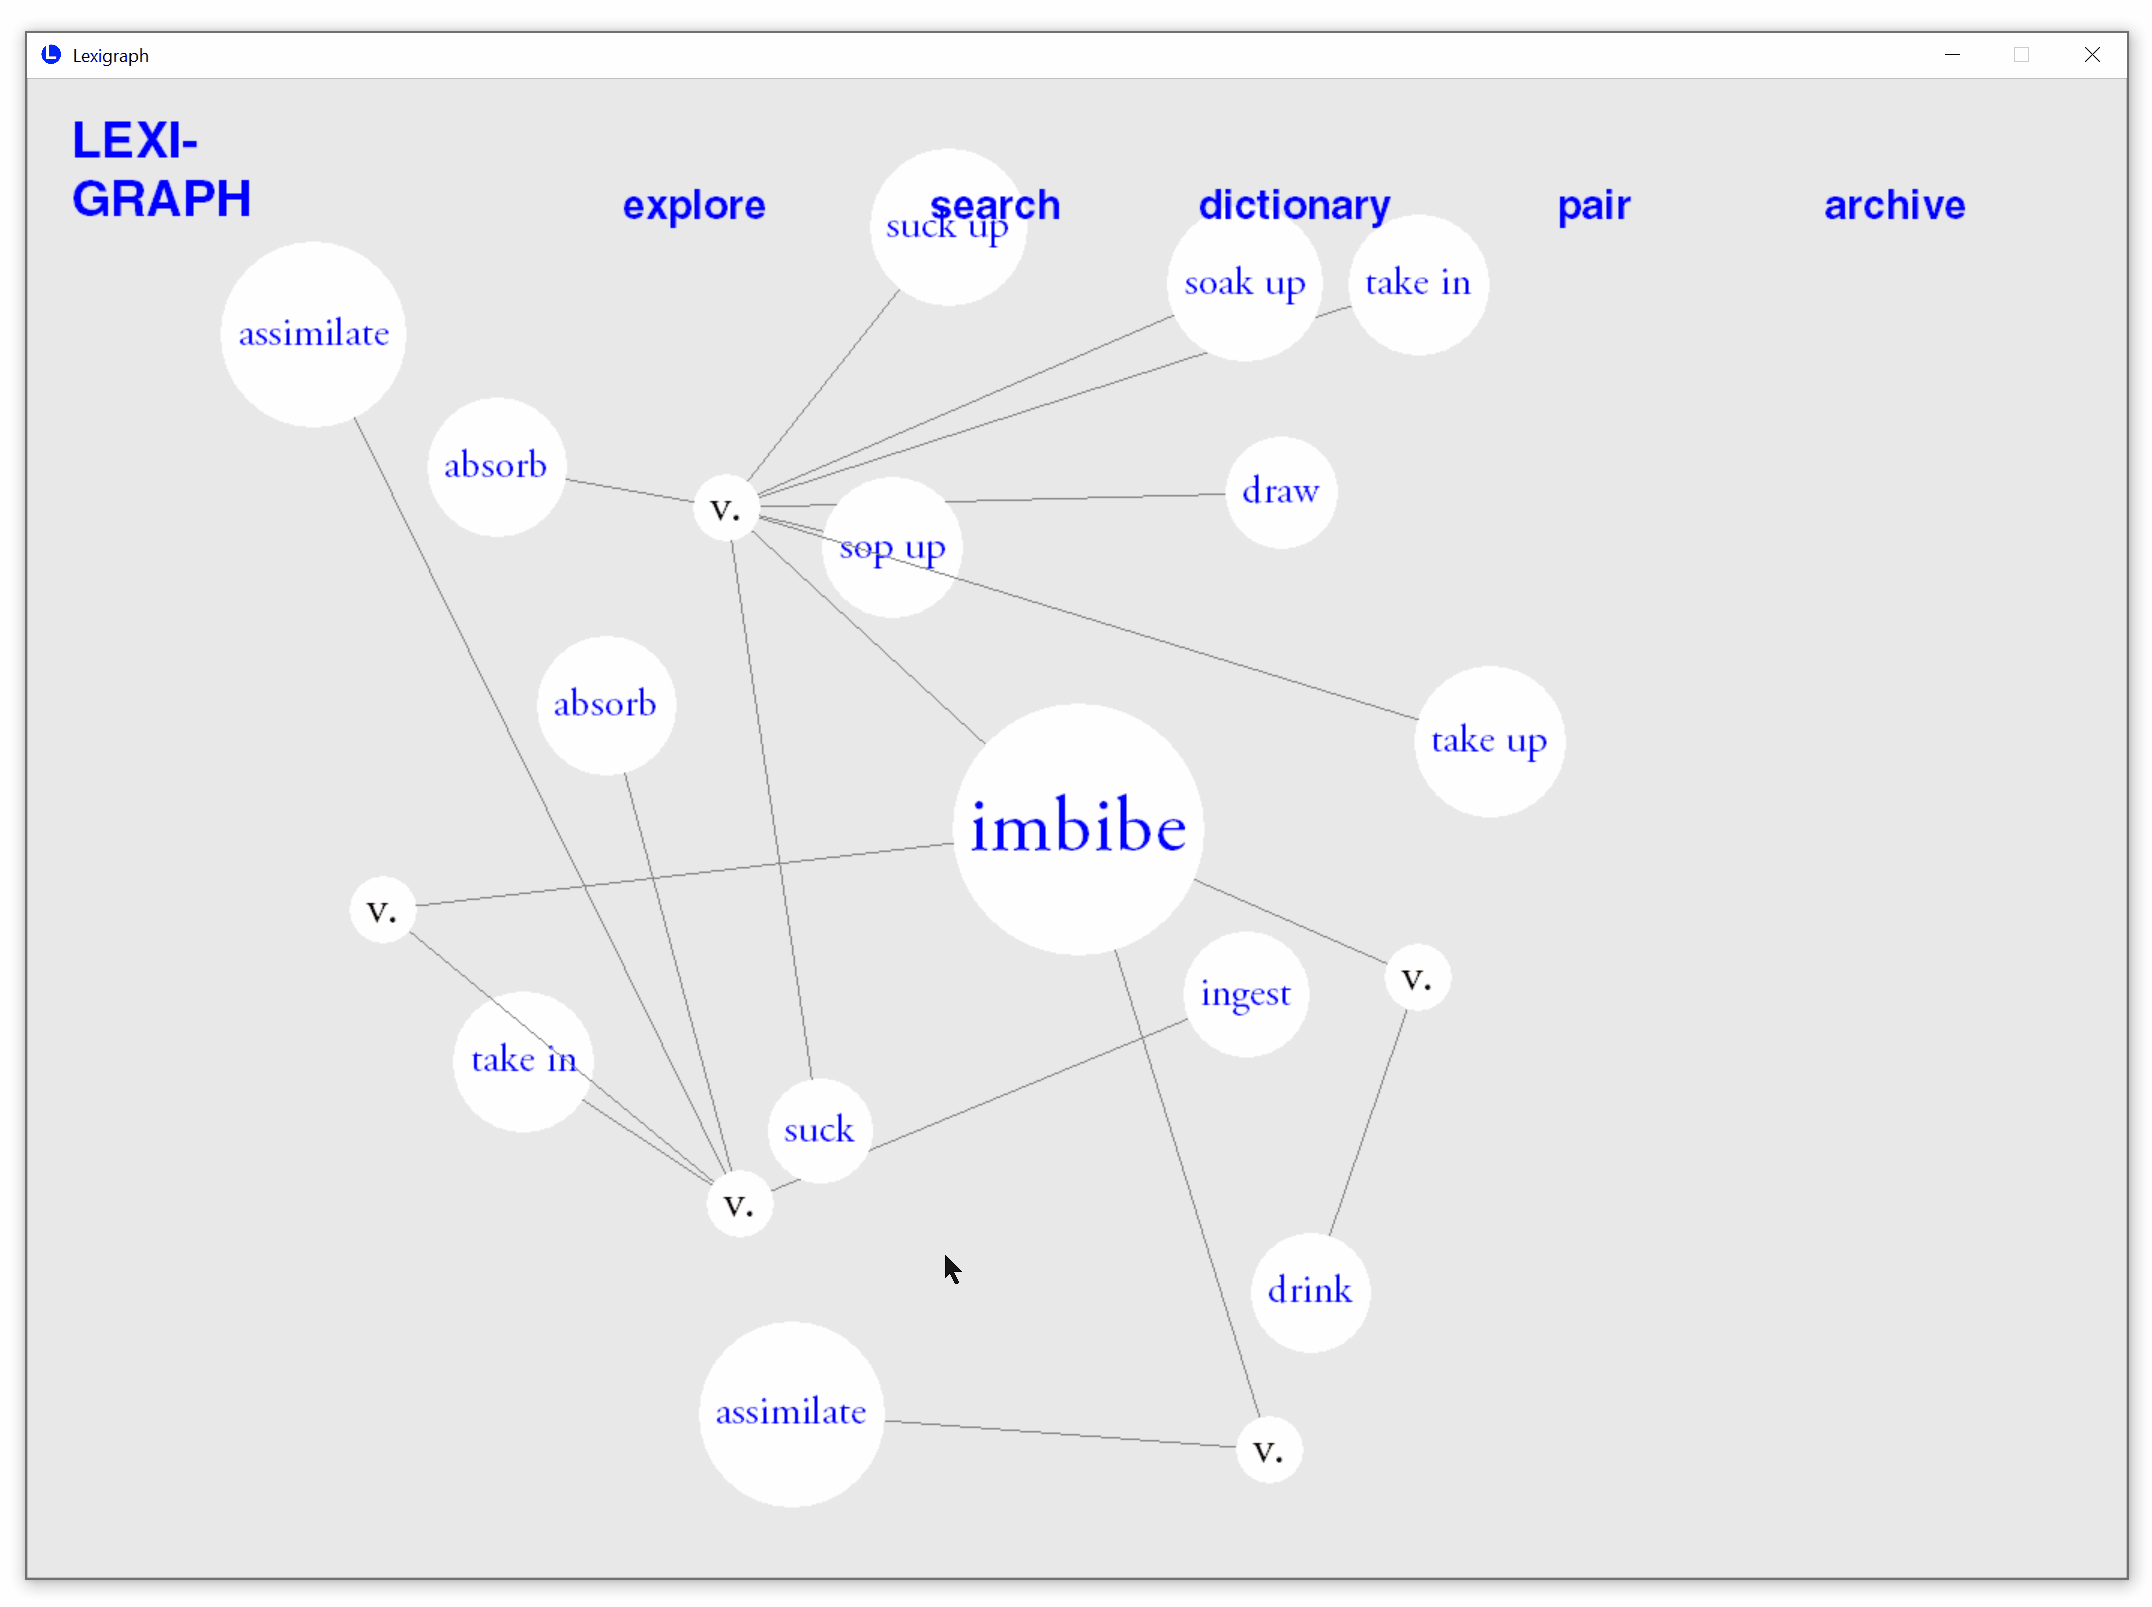 Lexigraph
LEXI-
GRAPH
explore
search
dictionary
pair
archive
suck up
soak up
take in
assimilate
absorb
draw
v.
sop up
absorb
take up
imbibe
v.
v.
ingest
take in
suck
v.
drink
assimilate
v.